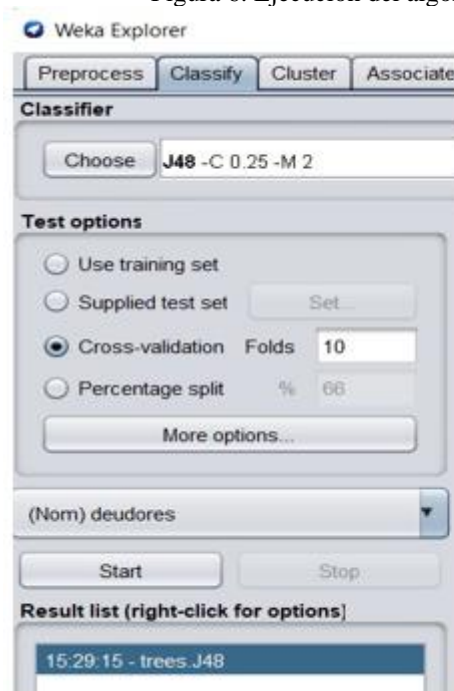 Weka Explo
Preprocess Classify Cluster Associate
Classifier
Choose J48 -C 0.25 -M 2
Test options
Use training set
Supplied test set Set...
Cross-validation Folds 10
Percentage split % 66
More options...
(Nom) deudores
Start Stop
Result list (right-click for options)
15:29:15 - trees.J48